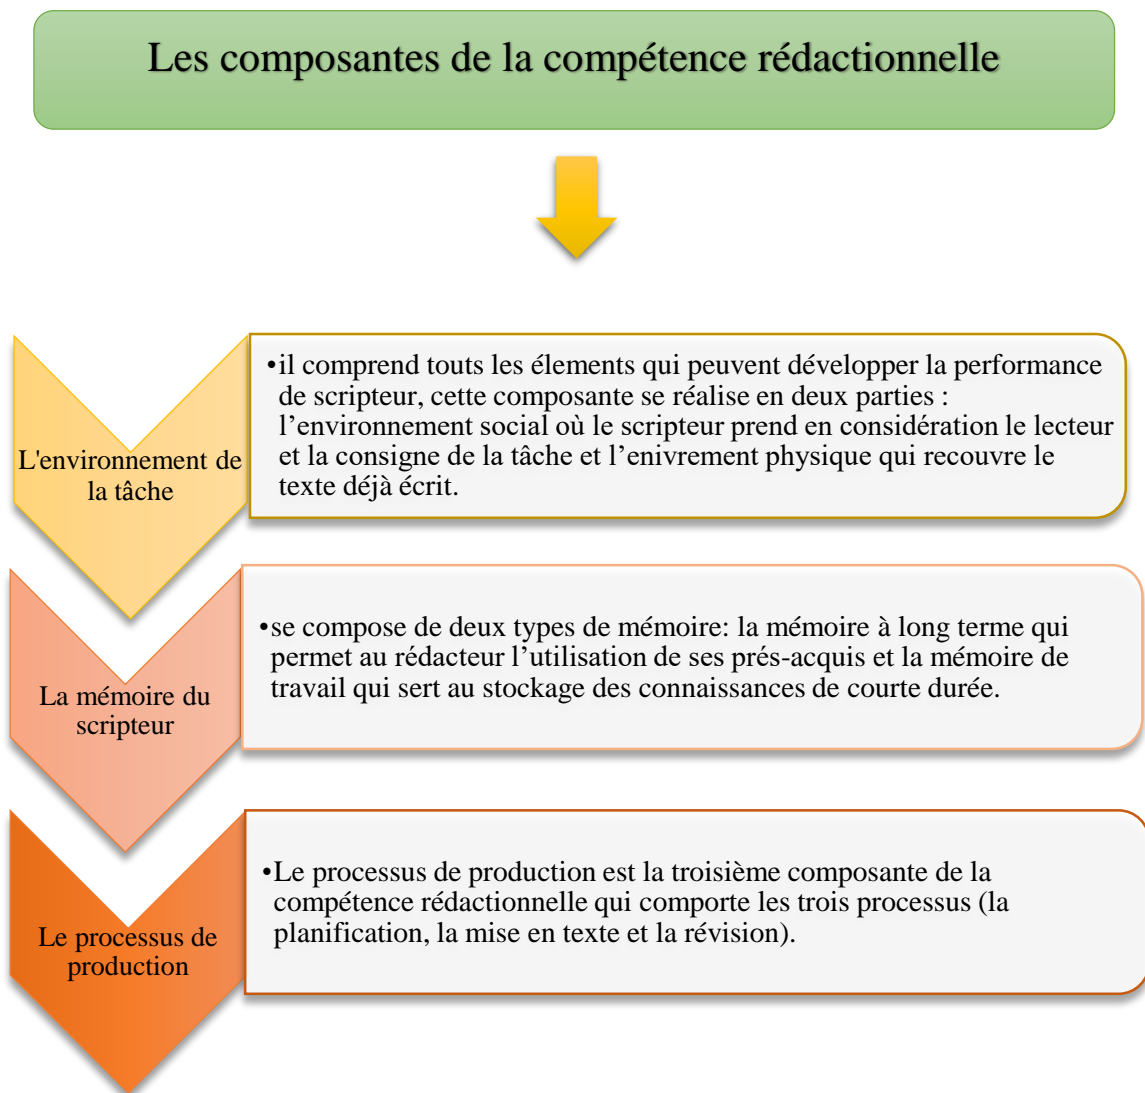 Les composantes de la compétence rédactionnelle
L'environnement de
la tâche
•il comprend touts les élements qui peuvent développer la performance
de scripteur, cette composante se réalise en deux parties :
l’environnement social où le scripteur prend en considération le lecteur
et la consigne de la tâche et l’enivrement physique qui recouvre le
texte déjà écrit.
La mémoire du
scripteur
•se compose de deux types de mémoire: la mémoire à long terme qui
permet au rédacteur l’utilisation de ses prés-acquis et la mémoire de
travail qui sert au stockage des connaissances de courte durée.
Le processus de
production
•Le processus de production est la troisième composante de la
compétence rédactionnelle qui comporte les trois processus (la
planification, la mise en texte et la révision).